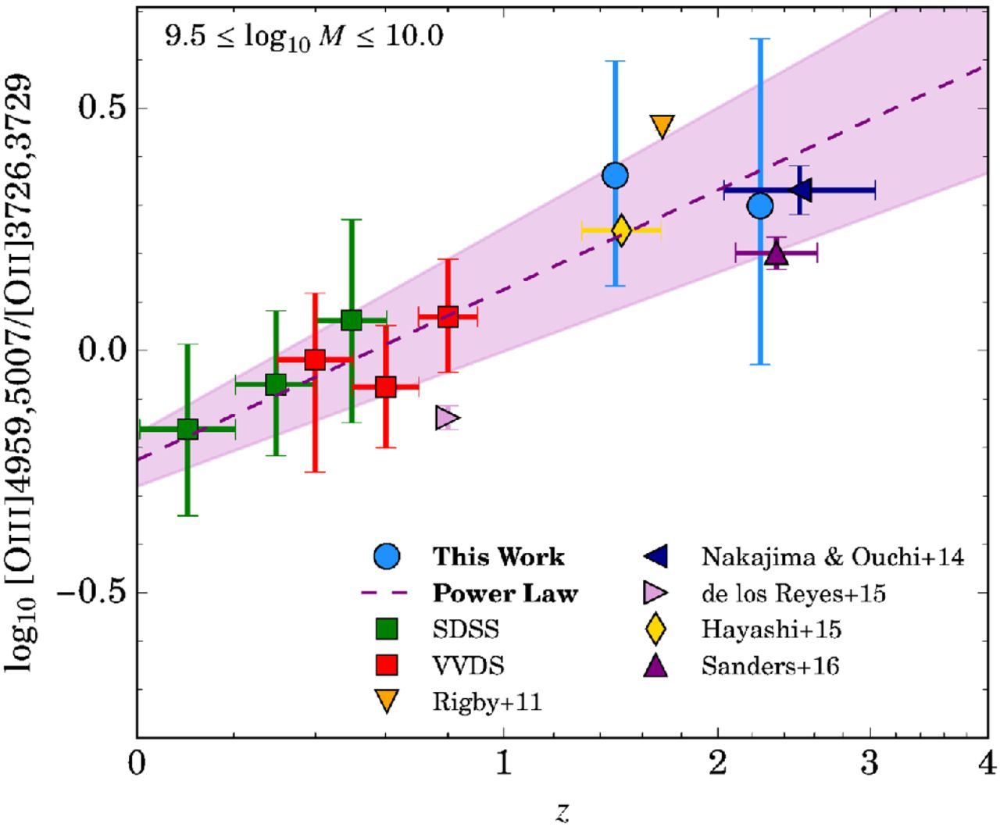 9.5 ≤ log₁₀ M ≤ 10.0
log₁₀ [OIII]4959,5007/[OII]3726,3729
0.5
0.0
−0.5
This Work
Power Law
SDSS
VVDS
Rigby+11
Nakajima & Ouchi+14
de los Reyes+15
Hayashi+15
Sanders+16
0 1 2 3 4
z